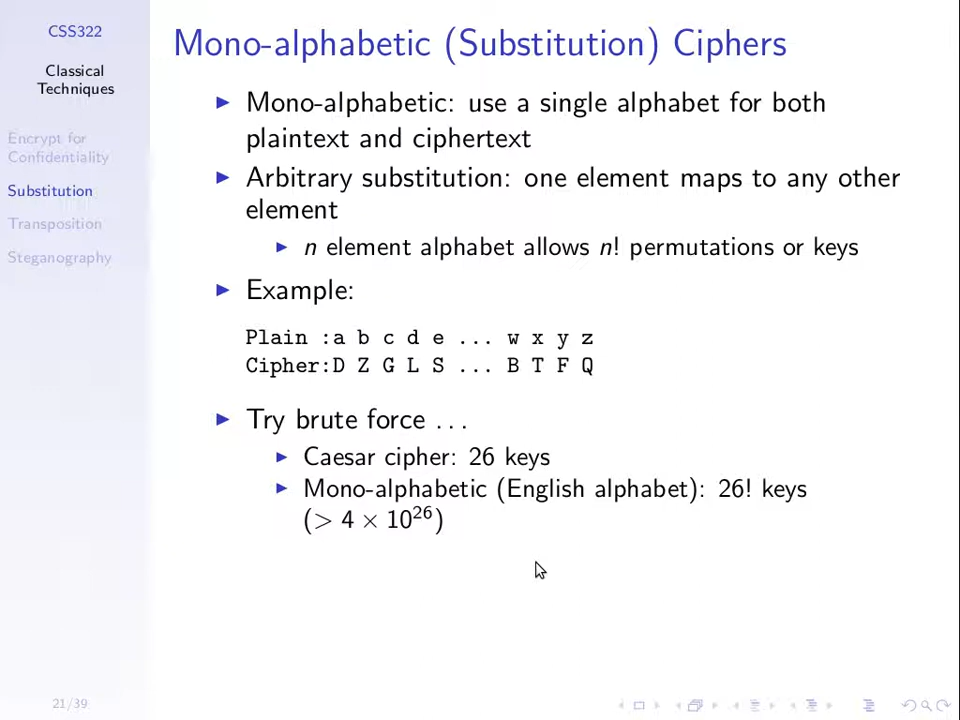 CSS322
Classical
Techniques
Encrypt for
Confidentiality
Substitution
Transposition
Steganography
21/39
Mono-alphabetic (Substitution) Ciphers
Mono-alphabetic: use a single alphabet for both
plaintext and ciphertext
Arbitrary substitution: one element maps to any other
element
n element alphabet allows n! permutations or keys
Example:
Plain :a b c d e ... w x y z
Cipher:D Z G L S ... B T F Q
Try brute force ...
Caesar cipher: 26 keys
Mono-alphabetic (English alphabet): 26! keys
(> 4 × 10²⁶)